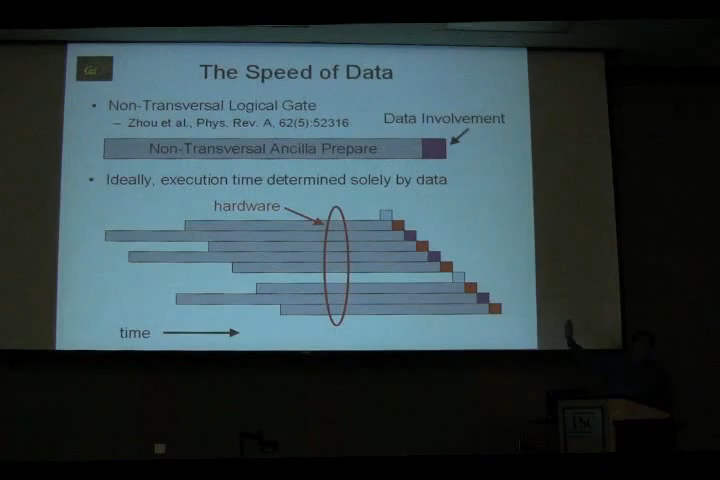 Cal
The Speed of Data
• Non-Transversal Logical Gate
– Zhou et al., Phys. Rev. A, 62(5):52316
Data Involvement
Non-Transversal Ancilla Prepare
• Ideally, execution time determined solely by data
hardware
time